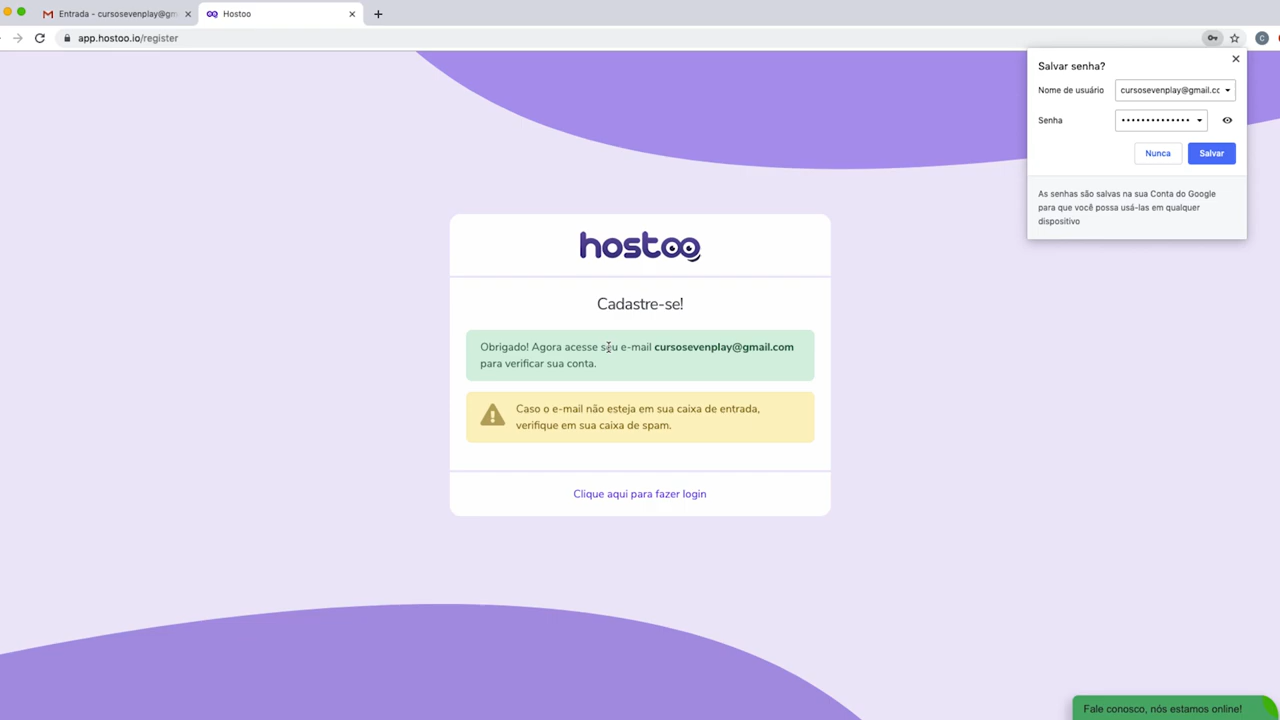 Entrada - cursosevenplay@gm
Hostoo
app.hostoo.io/register
C
Salvar senha?
Nome de usuário
cursosevenplay@gmail.cc
Senha
••••••••••••••
Nunca
Salvar
As senhas são salvas na sua Conta do Google
para que você possa usá-las em qualquer
dispositivo
hostoo
Cadastre-se!
Obrigado! Agora acesse seu e-mail cursosevenplay@gmail.com
para verificar sua conta.
Caso o e-mail não esteja em sua caixa de entrada,
verifique em sua caixa de spam.
Clique aqui para fazer login
Fale conosco, nós estamos online!